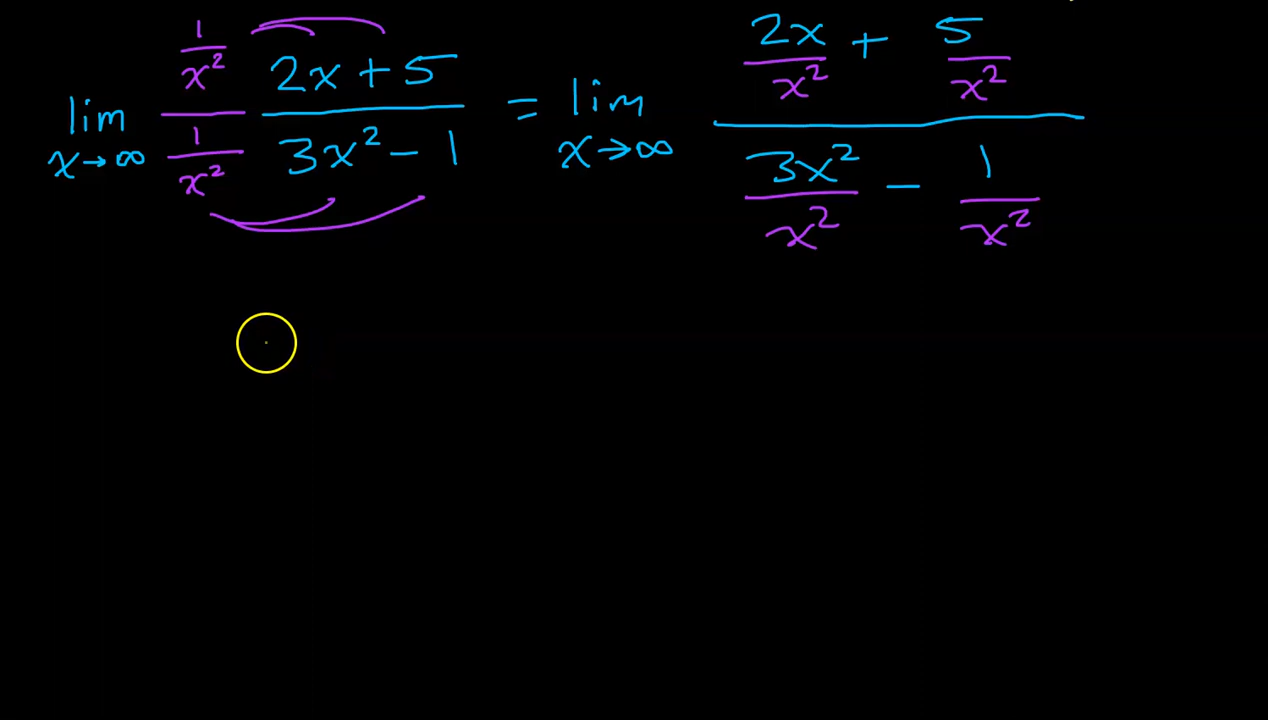 lim x→∞ (1/x²)/(1/x²) (2x + 5)/(3x² − 1) = lim x→∞ (2x/x² + 5/x²)/(3x²/x² − 1/x²)